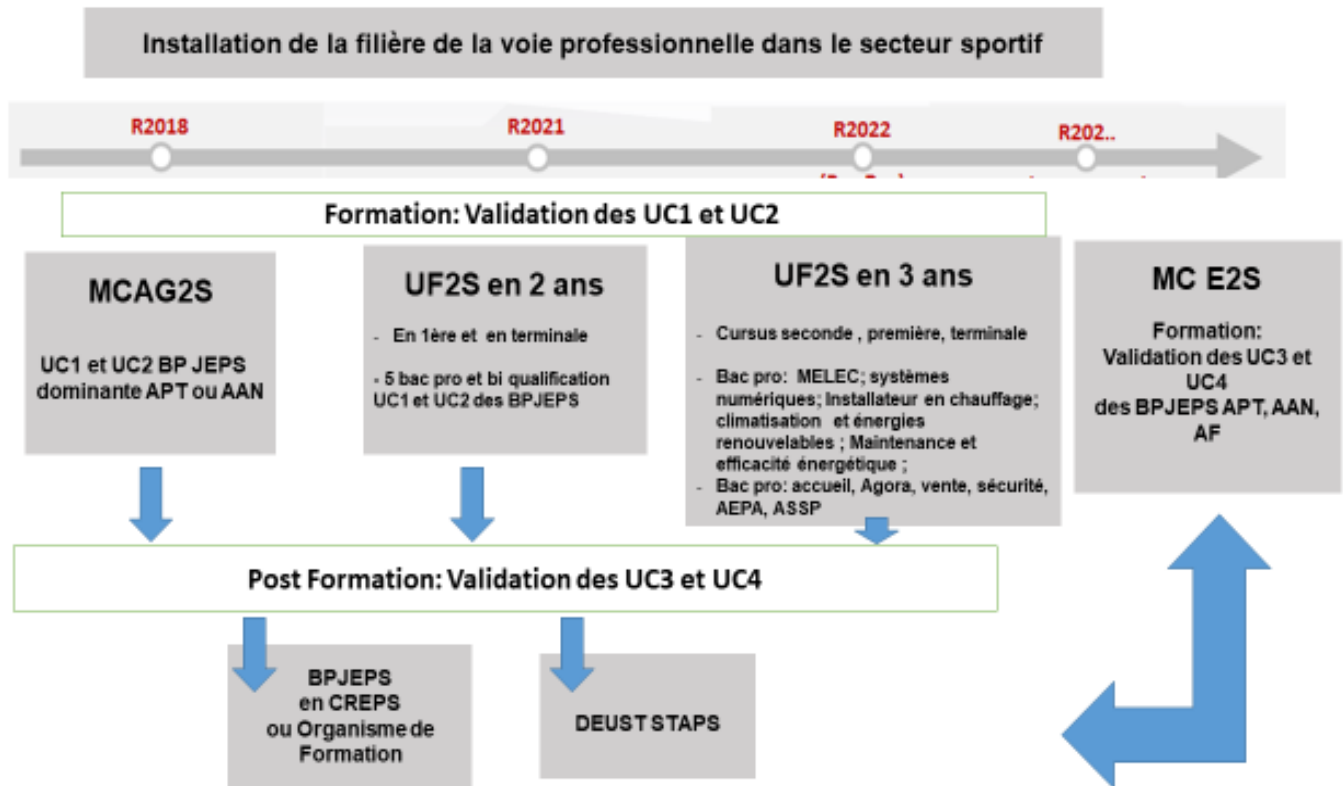 Installation de la filière de la voie professionnelle dans le secteur sportif
R2018
R2021
R2022
R202..
Formation: Validation des UC1 et UC2
MCAG2S
UC1 et UC2 BP JEPS
dominante APT ou AAN
UF2S en 2 ans
- En 1ère et en terminale
- 5 bac pro et bi qualification
UC1 et UC2 des BPJEPS
UF2S en 3 ans
- Cursus seconde , première, terminale
- Bac pro: MELEC; systèmes
numériques; Installateur en chauffage;
climatisation et énergies
renouvelables ; Maintenance et
efficacité énergétique ;
- Bac pro: accueil, Agora, vente, sécurité,
AEPA, ASSP
MC E2S
Formation:
Validation des UC3 et
UC4
des BPJEPS APT, AAN,
AF
Post Formation: Validation des UC3 et UC4
BPJEPS
en CREPS
ou Organisme de
Formation
DEUST STAPS